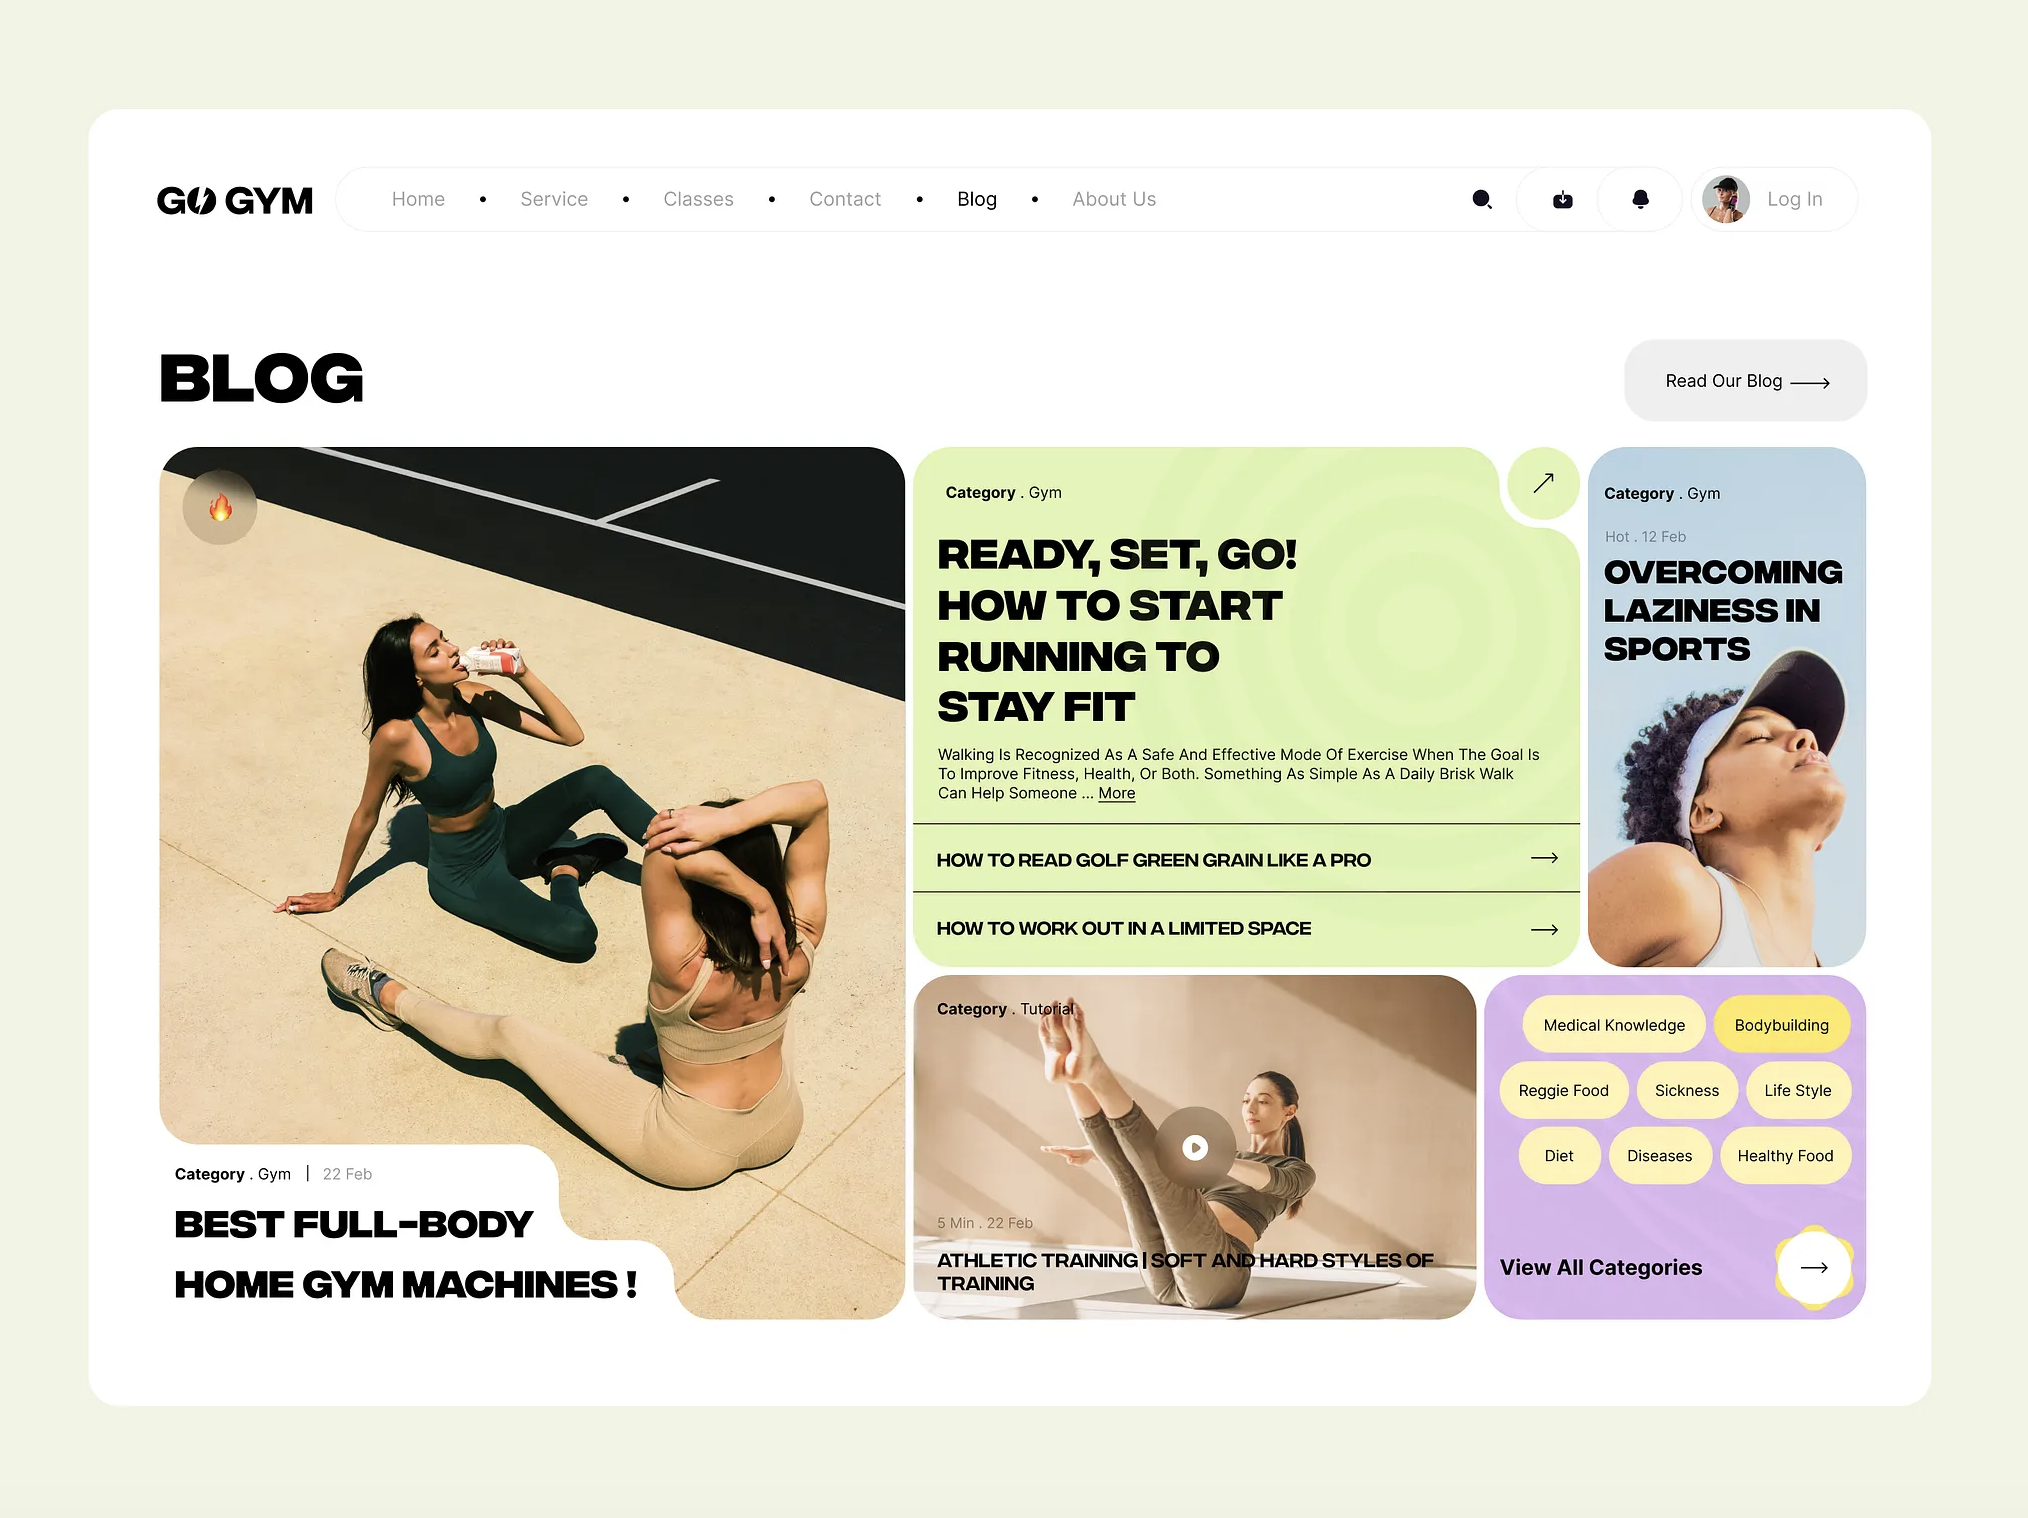 GO GYM
Home • Service • Classes • Contact • Blog • About Us
Log In
BLOG
Read Our Blog
Category . Gym | 22 Feb
BEST FULL-BODY
HOME GYM MACHINES !
Category . Gym
READY, SET, GO!
HOW TO START
RUNNING TO
STAY FIT
Walking Is Recognized As A Safe And Effective Mode Of Exercise When The Goal Is
To Improve Fitness, Health, Or Both. Something As Simple As A Daily Brisk Walk
Can Help Someone ... More
HOW TO READ GOLF GREEN GRAIN LIKE A PRO
HOW TO WORK OUT IN A LIMITED SPACE
Category . Gym
Hot . 12 Feb
OVERCOMING
LAZINESS IN
SPORTS
Category . Tutorial
5 Min . 22 Feb
ATHLETIC TRAINING | SOFT AND HARD STYLES OF
TRAINING
Medical Knowledge
Bodybuilding
Reggie Food
Sickness
Life Style
Diet
Diseases
Healthy Food
View All Categories